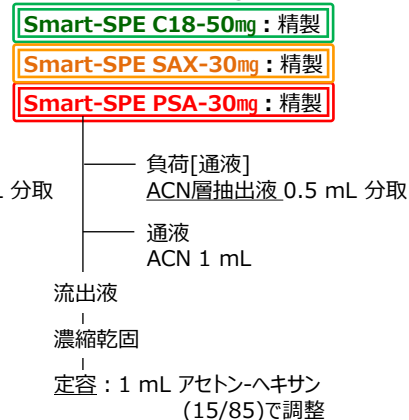 Smart-SPE C18-50㎎：精製
Smart-SPE SAX-30㎎：精製
Smart-SPE PSA-30㎎：精製
負荷[通液]
分取
ACN層抽出液 0.5 mL 分取
通液
ACN 1 mL
流出液
濃縮乾固
定容：1 mL アセトン-ヘキサン
(15/85)で調整